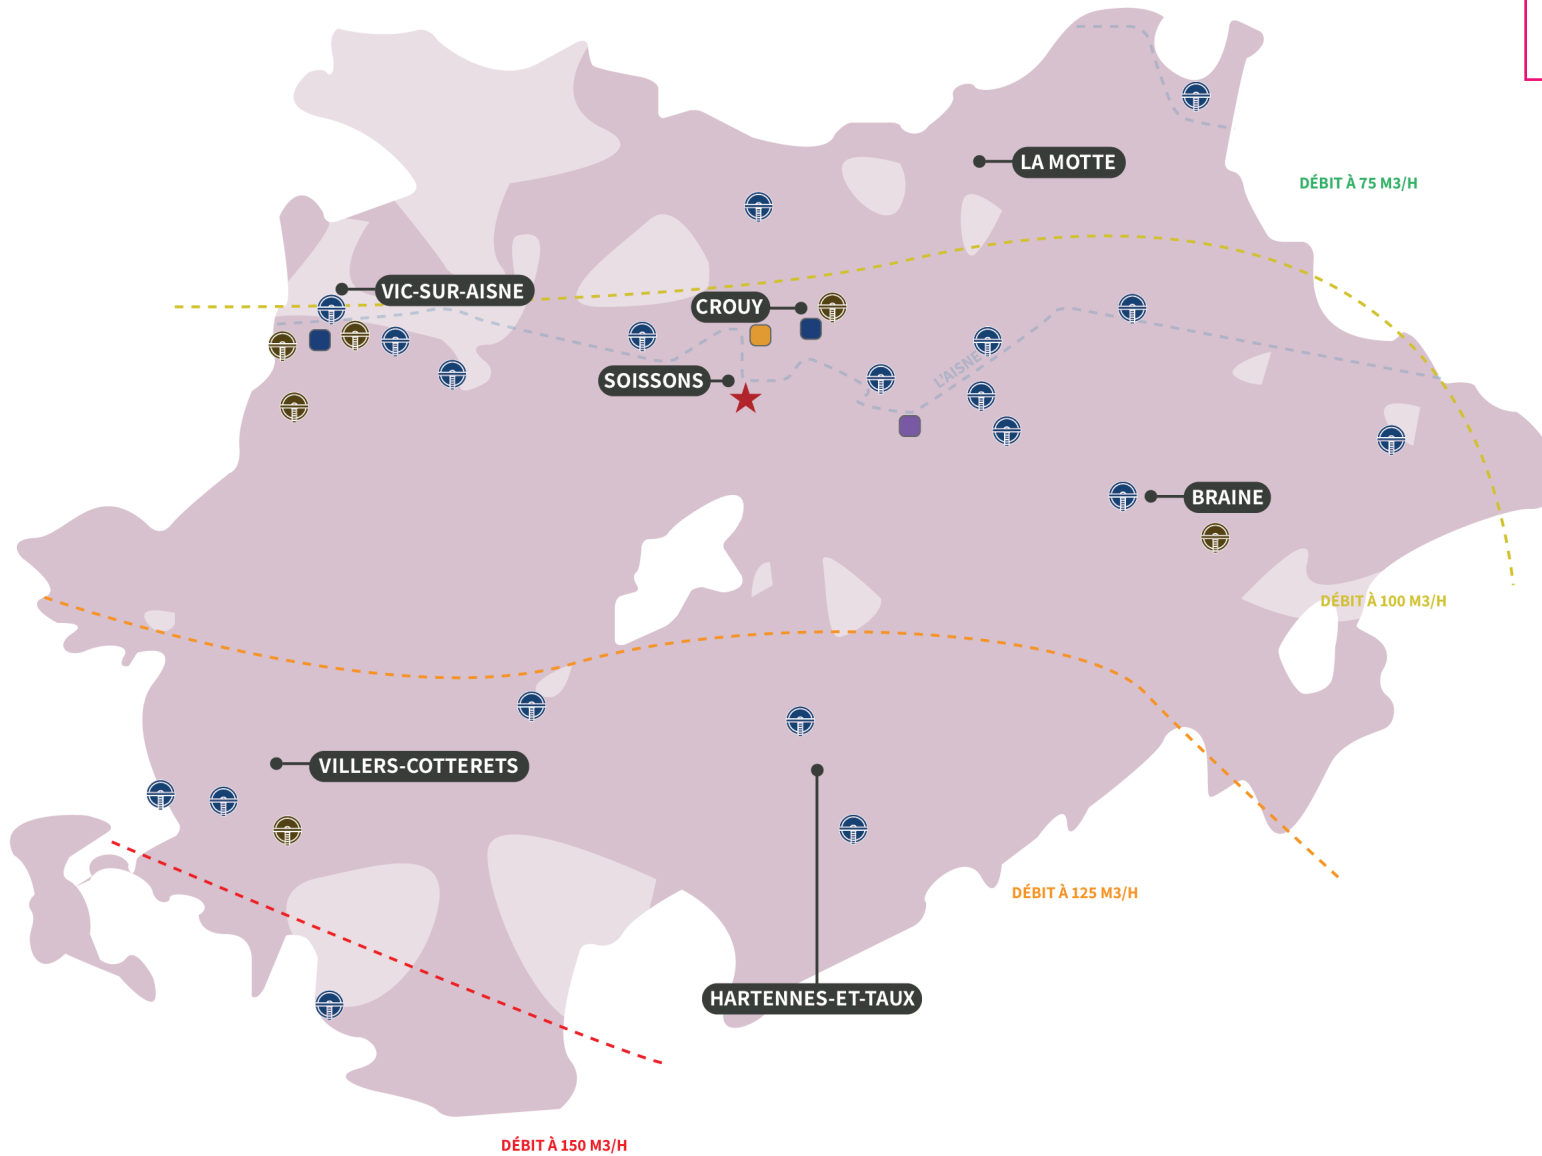 LA MOTTE
DÉBIT À 75 M3/H
VIC-SUR-AISNE
CROUY
L'AISNE
SOISSONS
BRAINE
DÉBIT À 100 M3/H
VILLERS-COTTERETS
DÉBIT À 125 M3/H
HARTENNES-ET-TAUX
DÉBIT À 150 M3/H